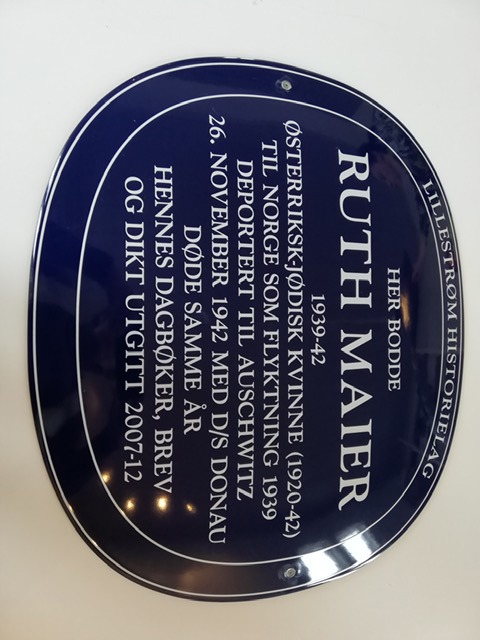 LILLESTRØM HISTORIELAG
HER BODDE
RUTH MAIER
1939-42
ØSTERRIKSK-JØDISK KVINNE (1920-42)
TIL NORGE SOM FLYKTNING 1939
DEPORTERT TIL AUSCHWITZ
26. NOVEMBER 1942 MED D/S DONAU
DØDE SAMME ÅR
HENNES DAGBØKER, BREV
OG DIKT UTGITT 2007-12